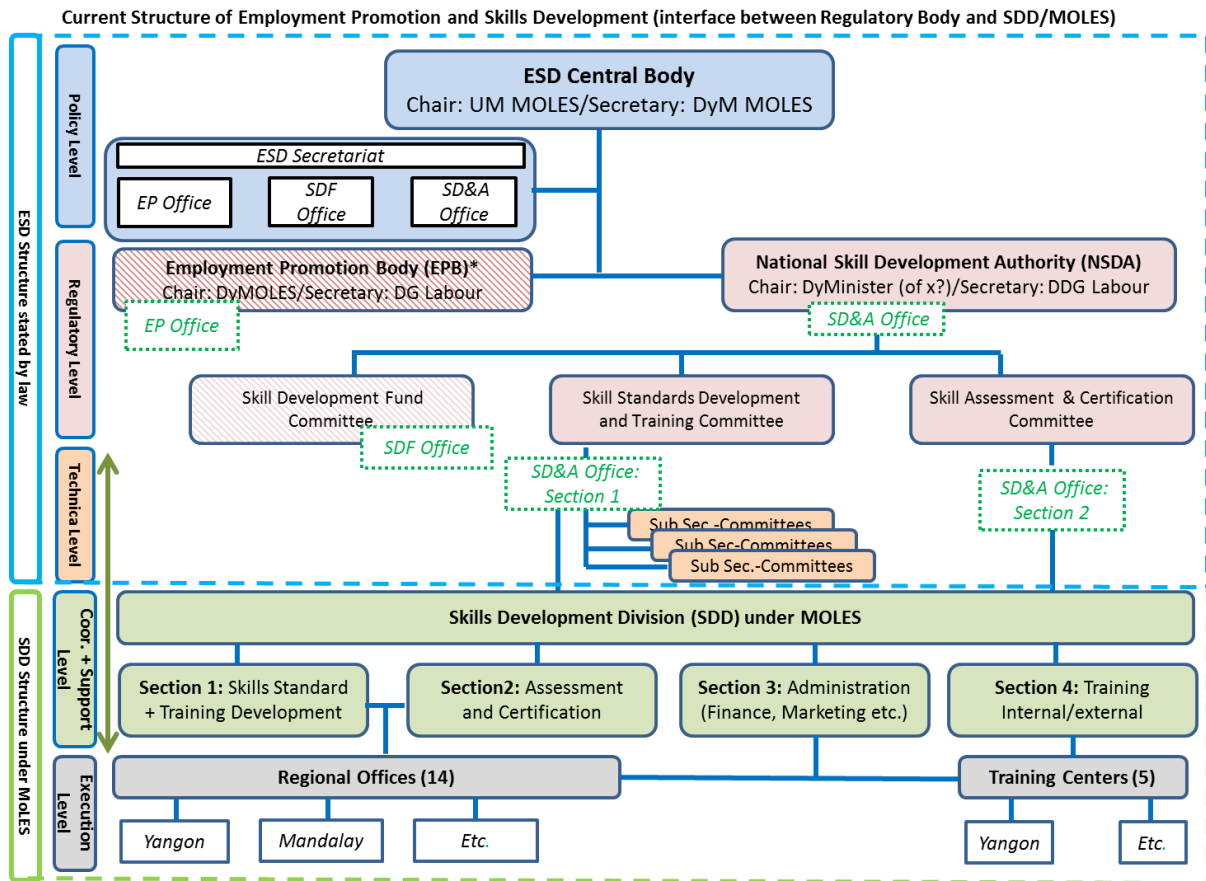 Current Structure of Employment Promotion and Skills Development (interface between Regulatory Body and SDD/MOLES)
ESD Structure stated by law
Policy Level
ESD Central Body
Chair: UM MOLES/Secretary: DyM MOLES
ESD Secretariat
EP Office
SDF
Office
SD&A
Office
Regulatory Level
Employment Promotion Body (EPB)*
Chair: DyMOLES/Secretary: DG Labour
EP Office
National Skill Development Authority (NSDA)
Chair: DyMinister (of x?)/Secretary: DDG Labour
SD&A Office
Skill Development Fund
Committee
SDF Office
Skill Standards Development
and Training Committee
Skill Assessment & Certification
Committee
Technica Level
SD&A Office:
Section 1
SD&A Office:
Section 2
Sub Sec.-Committees
Sub Sec-Committees
Sub Sec.-Committees
SDD Structure under MoLES
Coor. + Support
Level
Skills Development Division (SDD) under MOLES
Section 1: Skills Standard
+ Training Development
Section2: Assessment
and Certification
Section 3: Administration
(Finance, Marketing etc.)
Section 4: Training
Internal/external
Execution
Level
Regional Offices (14)
Training Centers (5)
Yangon
Mandalay
Etc.
Yangon
Etc.